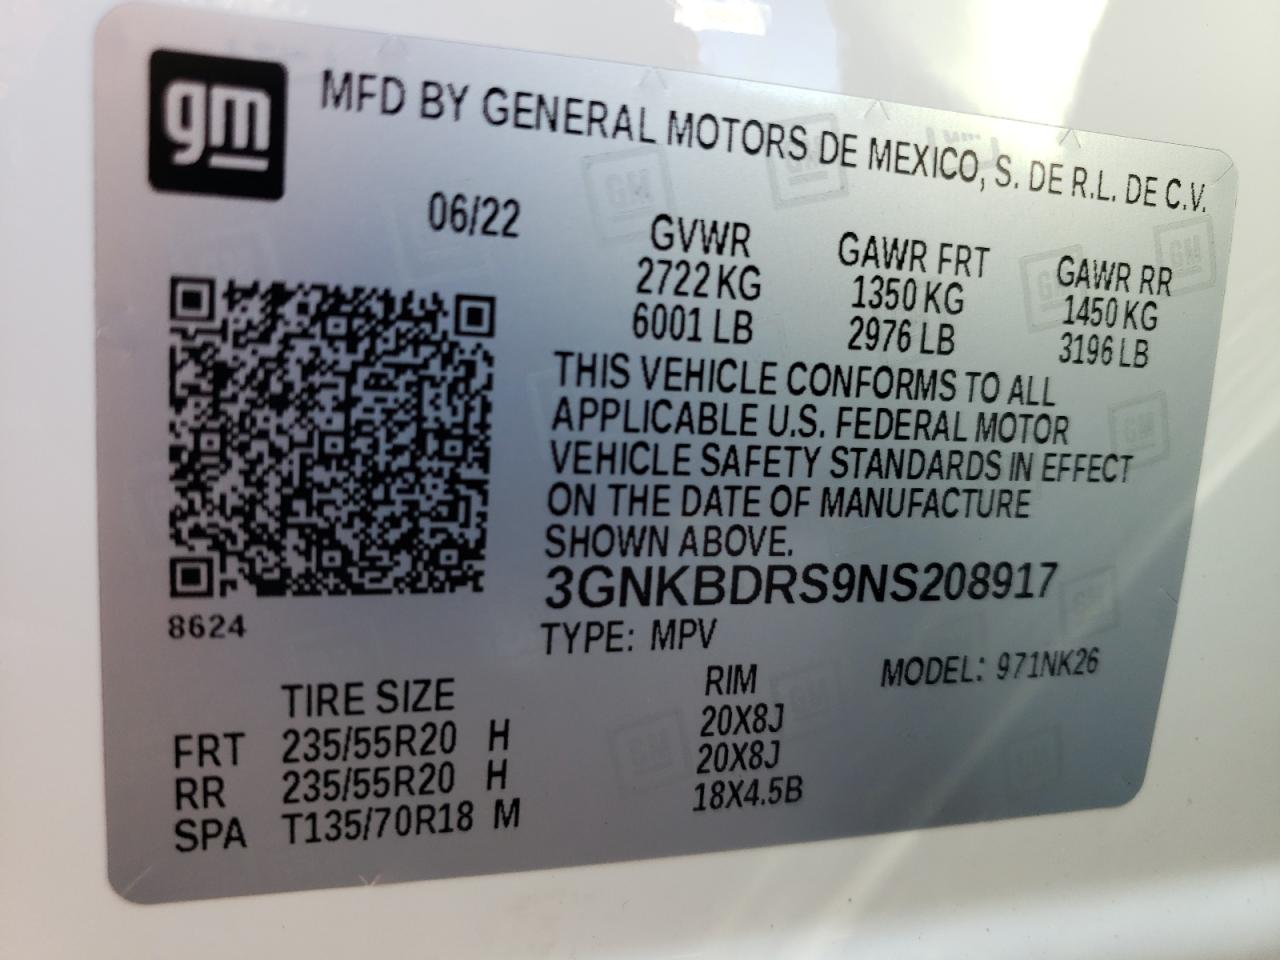 gm
MFD BY GENERAL MOTORS DE MEXICO, S. DE R.L. DE C.V.
06/22
GVWR GAWR FRT GAWR RR
2722 KG 1350 KG 1450 KG
6001 LB 2976 LB 3196 LB
THIS VEHICLE CONFORMS TO ALL
APPLICABLE U.S. FEDERAL MOTOR
VEHICLE SAFETY STANDARDS IN EFFECT
ON THE DATE OF MANUFACTURE
SHOWN ABOVE.
3GNKBDRS9NS208917
8624
TYPE: MPV
MODEL: 971NK26
TIRE SIZE RIM
FRT 235/55R20 H 20X8J
RR 235/55R20 H 20X8J
SPA T135/70R18 M 18X4.5B